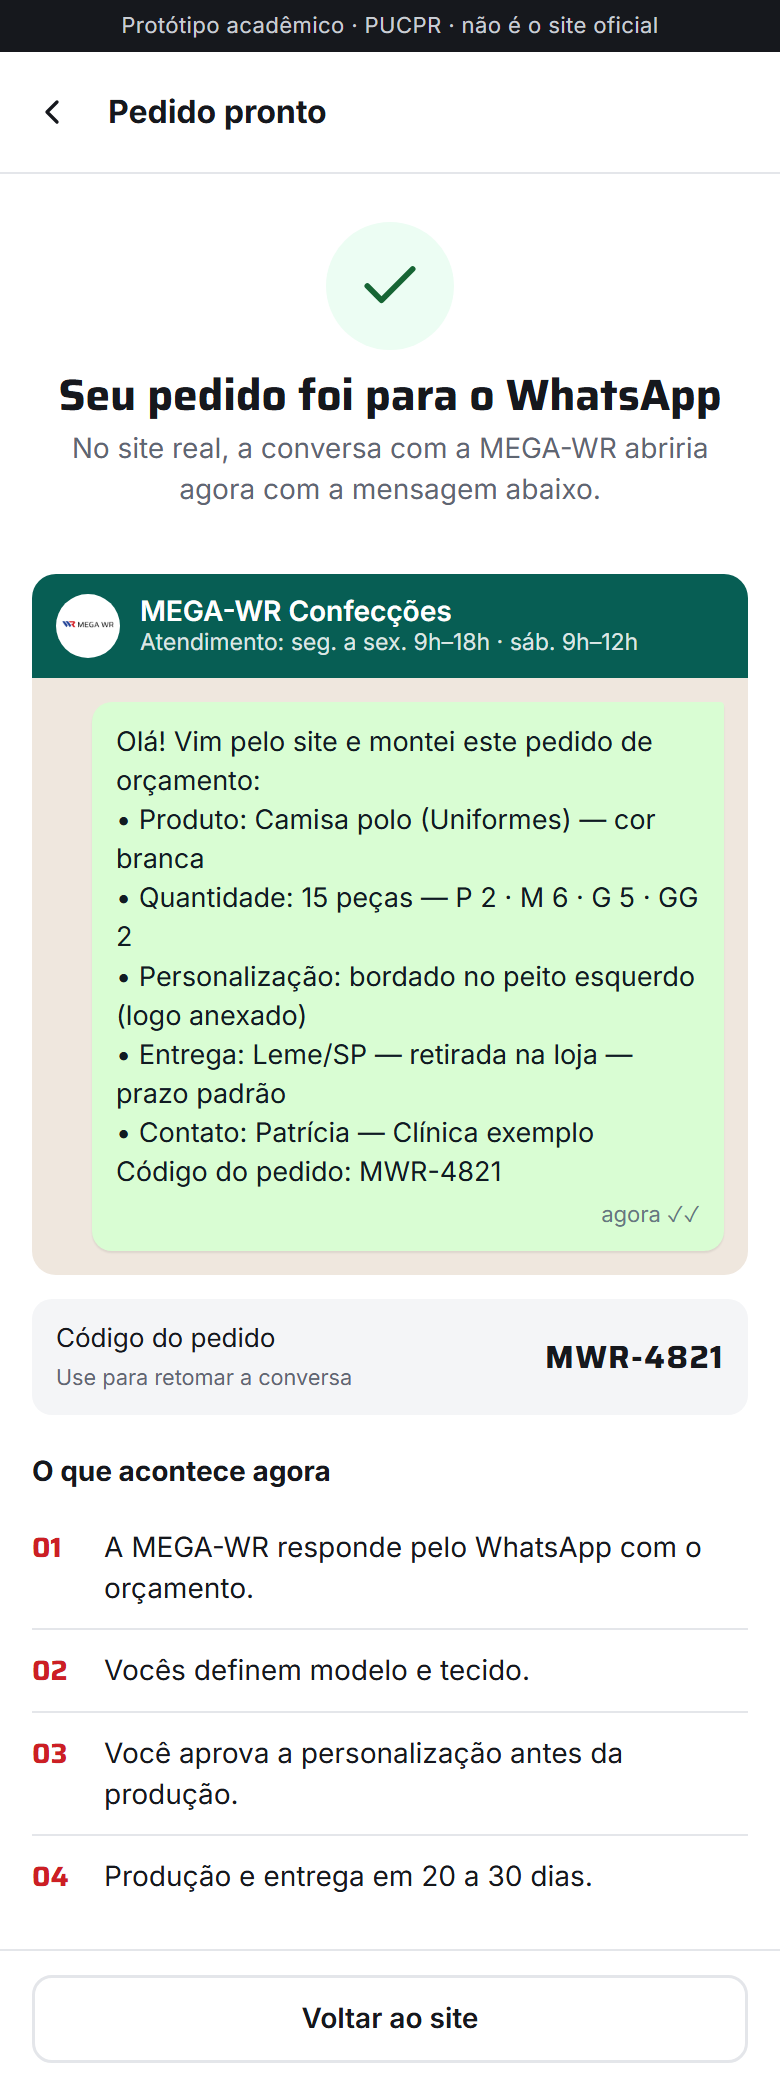 Protótipo acadêmico · PUCPR · não é o site oficial
Pedido pronto
Seu pedido foi para o WhatsApp
No site real, a conversa com a MEGA-WR abriria
agora com a mensagem abaixo.
WR MEGA WR
MEGA-WR Confecções
Atendimento: seg. a sex. 9h–18h · sáb. 9h–12h
Olá! Vim pelo site e montei este pedido de
orçamento:
• Produto: Camisa polo (Uniformes) — cor
branca
• Quantidade: 15 peças — P 2 · M 6 · G 5 · GG
2
• Personalização: bordado no peito esquerdo
(logo anexado)
• Entrega: Leme/SP — retirada na loja —
prazo padrão
• Contato: Patrícia — Clínica exemplo
Código do pedido: MWR-4821
agora ✓✓
Código do pedido
Use para retomar a conversa
MWR-4821
O que acontece agora
01 A MEGA-WR responde pelo WhatsApp com o
orçamento.
02 Vocês definem modelo e tecido.
03 Você aprova a personalização antes da
produção.
04 Produção e entrega em 20 a 30 dias.
Voltar ao site